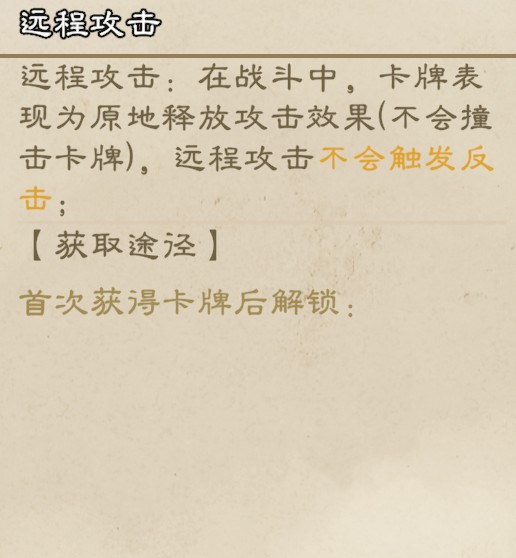 远程攻击
远程攻击：在战斗中，卡牌表
现为原地释放攻击效果(不会撞
击卡牌)，远程攻击不会触发反
击；
【获取途径】
首次获得卡牌后解锁：